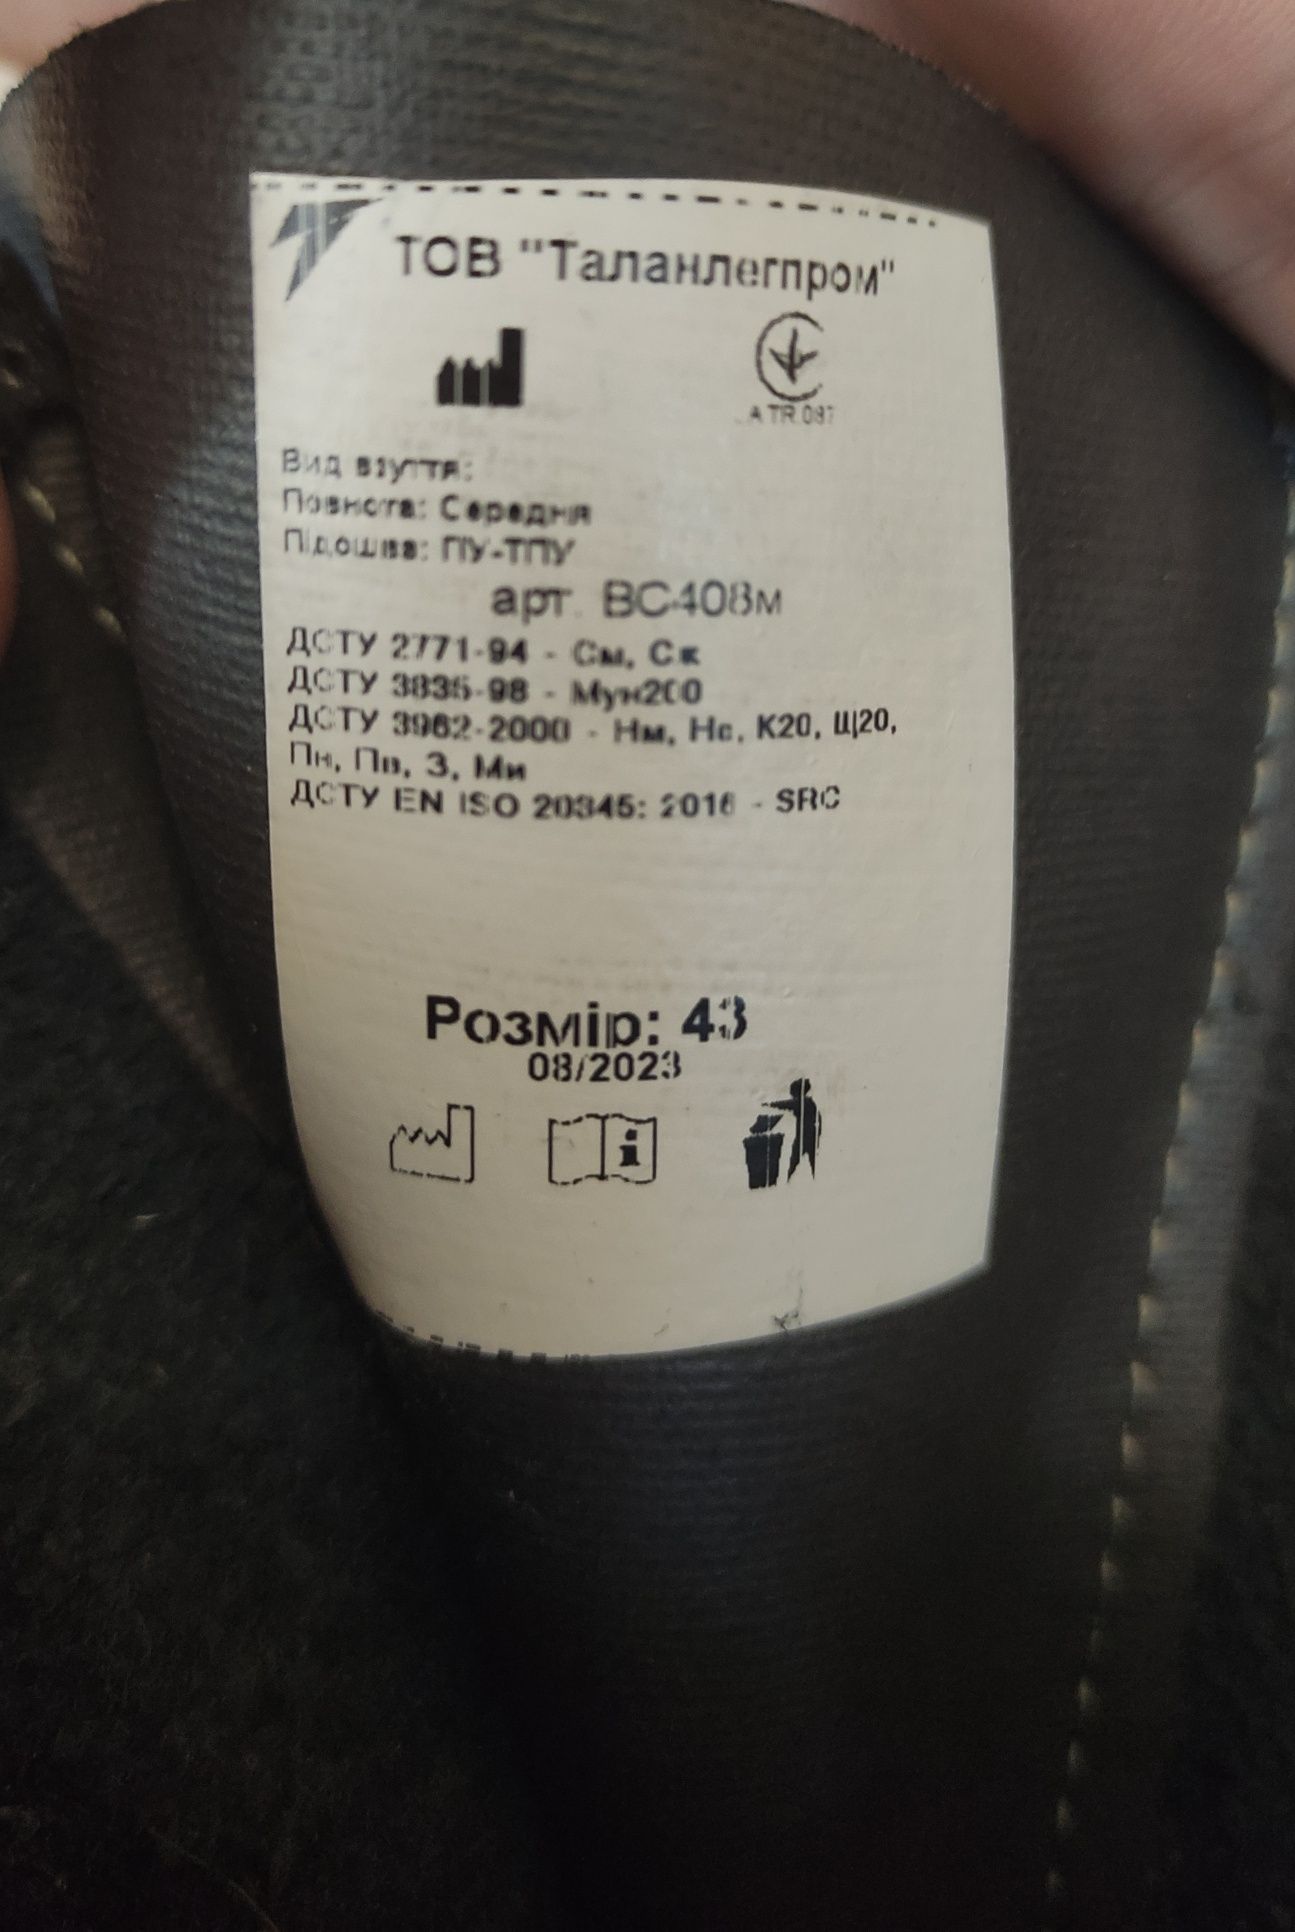 ТОВ "Таланлегпром"
A TR.097
Вид взуття:
Повнота: Середня
Підошва: ПУ-ТПУ
арт. ВС408м
ДСТУ 2771-94 - См, Ск
ДСТУ 3835-98 - Мун200
ДСТУ 3962-2000 - Нм, Нс, К20, Щ20,
Пн, Пв, З, Ми
ДСТУ EN ISO 20345: 2016 - SRC
Розмір: 43
08/2023
i